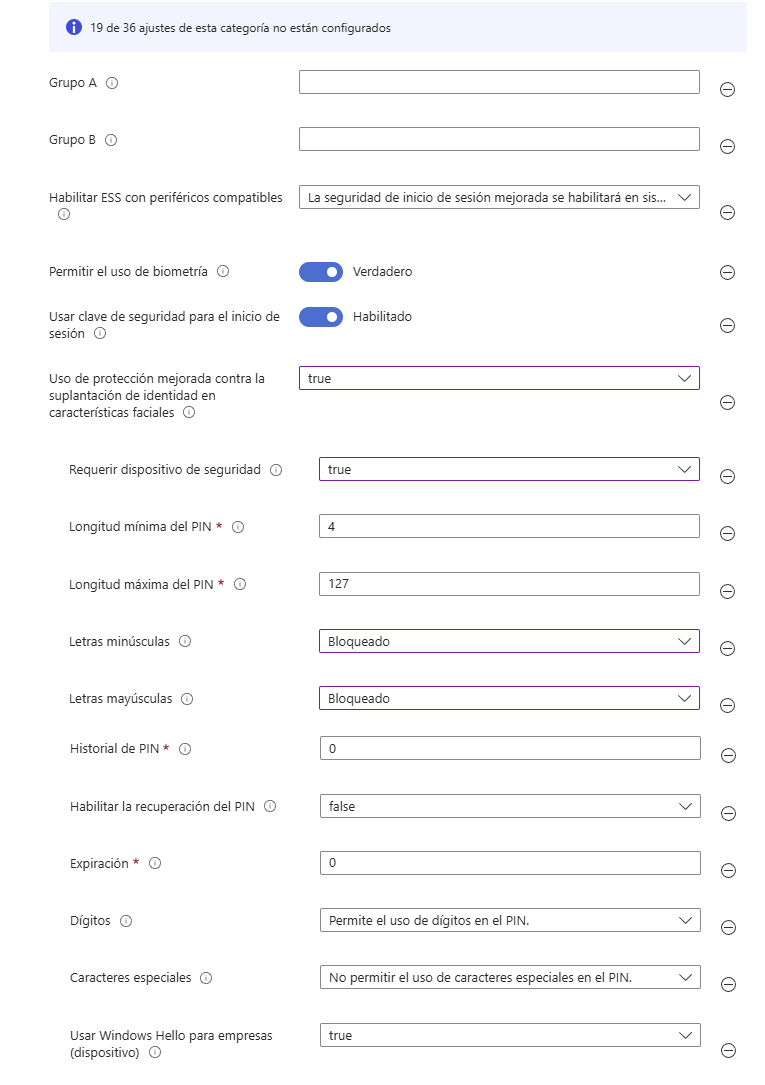 19 de 36 ajustes de esta categoría no están configurados
Grupo A
Grupo B
Habilitar ESS con periféricos compatibles
La seguridad de inicio de sesión mejorada se habilitará en sis...
Permitir el uso de biometría
Verdadero
Usar clave de seguridad para el inicio de
sesión
Habilitado
Uso de protección mejorada contra la
suplantación de identidad en
características faciales
true
Requerir dispositivo de seguridad
true
Longitud mínima del PIN *
4
Longitud máxima del PIN *
127
Letras minúsculas
Bloqueado
Letras mayúsculas
Bloqueado
Historial de PIN *
0
Habilitar la recuperación del PIN
false
Expiración *
0
Dígitos
Permite el uso de dígitos en el PIN.
Caracteres especiales
No permitir el uso de caracteres especiales en el PIN.
Usar Windows Hello para empresas
(dispositivo)
true